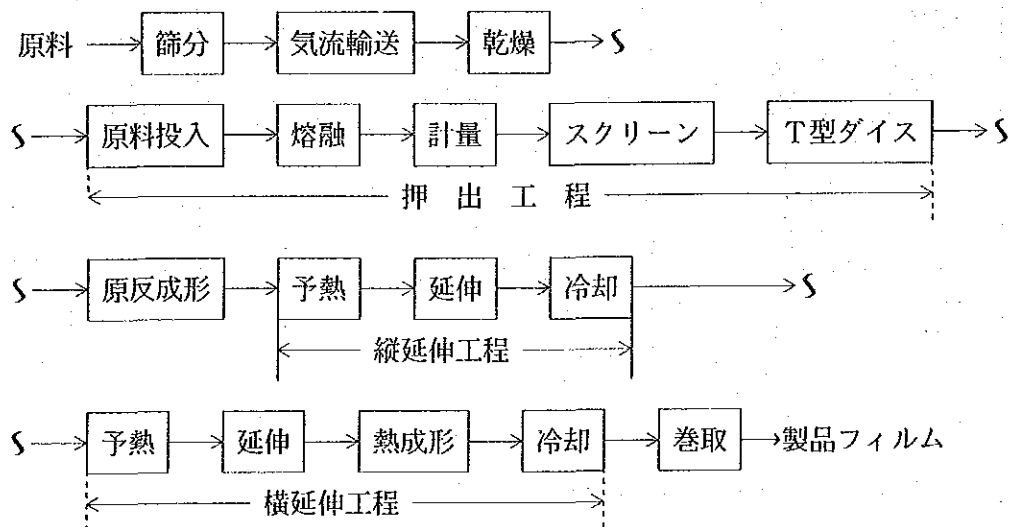 原料 篩分 気流輸送 乾燥
原料投入 熔融 計量 スクリーン T型ダイス
押出工程
原反成形 予熱 延伸 冷却
縦延伸工程
予熱 延伸 熱成形 冷却 巻取 製品フィルム
横延伸工程